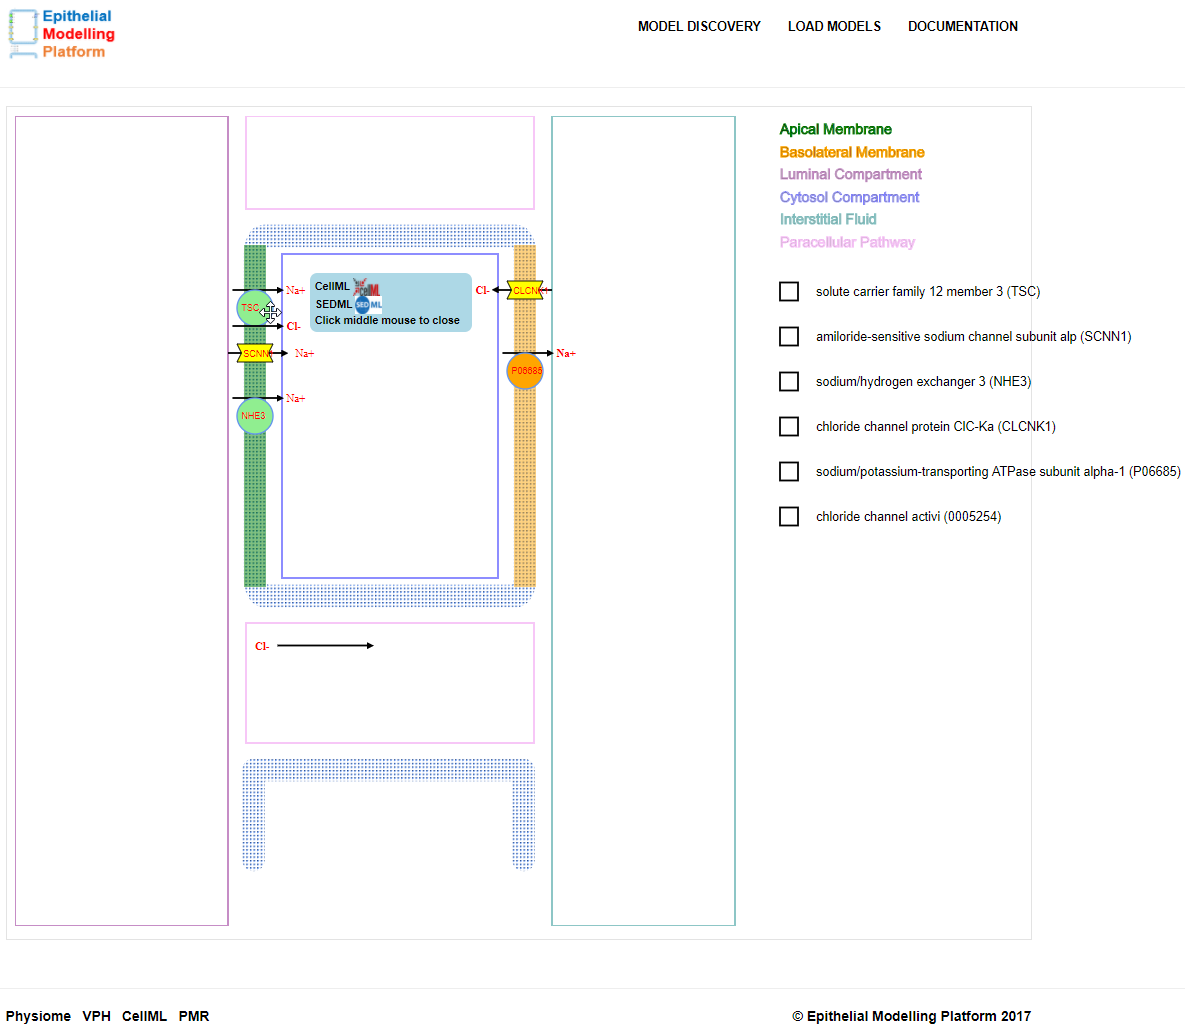 Epithelial
Modelling
Platform
MODEL DISCOVERY LOAD MODELS DOCUMENTATION
Apical Membrane
Basolateral Membrane
Luminal Compartment
Cytosol Compartment
Interstitial Fluid
Paracellular Pathway
CellML
SEDML SED ML
Click middle mouse to close
Na+
TSC
Cl-
SCNN1
Na+
Na+
NHE3
Cl-
CLCNK1
Na+
P06685
Cl-
solute carrier family 12 member 3 (TSC)
amiloride-sensitive sodium channel subunit alp (SCNN1)
sodium/hydrogen exchanger 3 (NHE3)
chloride channel protein ClC-Ka (CLCNK1)
sodium/potassium-transporting ATPase subunit alpha-1 (P06685)
chloride channel activi (0005254)
Physiome VPH CellML PMR
© Epithelial Modelling Platform 2017